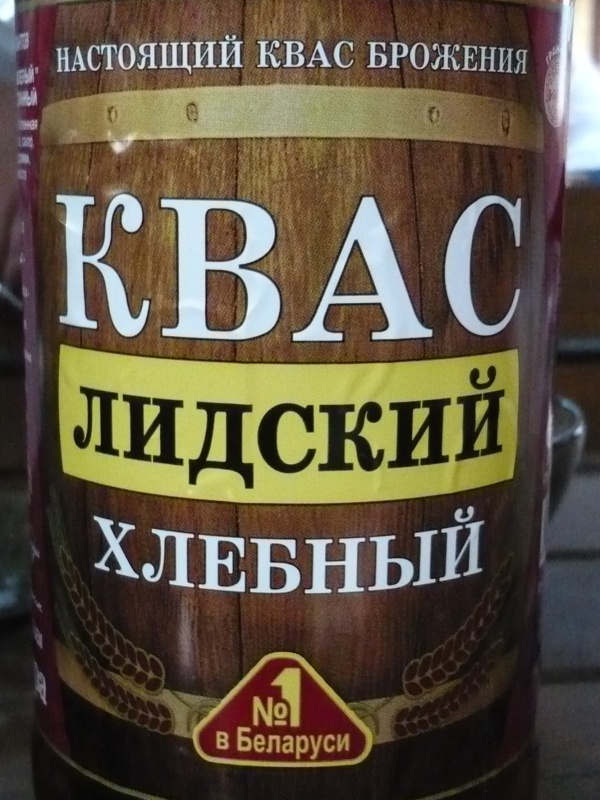 НАСТОЯЩИЙ КВАС БРОЖЕНИЯ
КВАС
ЛИДСКИЙ
ХЛЕБНЫЙ
№1
в Беларуси